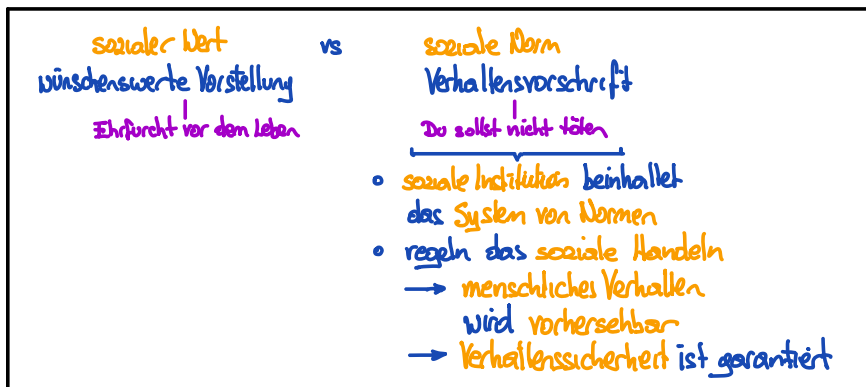 sozialer Wert vs soziale Norm
wünschenswerte Vorstellung Verhaltensvorschrift
Ehrfurcht vor dem Leben Du sollst nicht töten
• soziale Institution beinhaltet
das System von Normen
• regeln das soziale Handeln
→ menschliches Verhalten
wird vorhersehbar
→ Verhaltenssicherheit ist garantiert